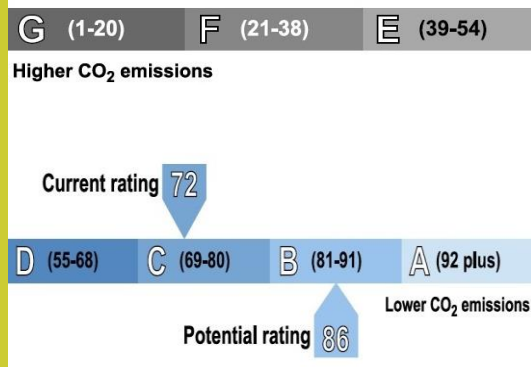 G (1-20) F (21-38) E (39-54)
Higher CO₂ emissions
Current rating 72
D (55-68) C (69-80) B (81-91) A (92 plus)
Lower CO₂ emissions
Potential rating 86